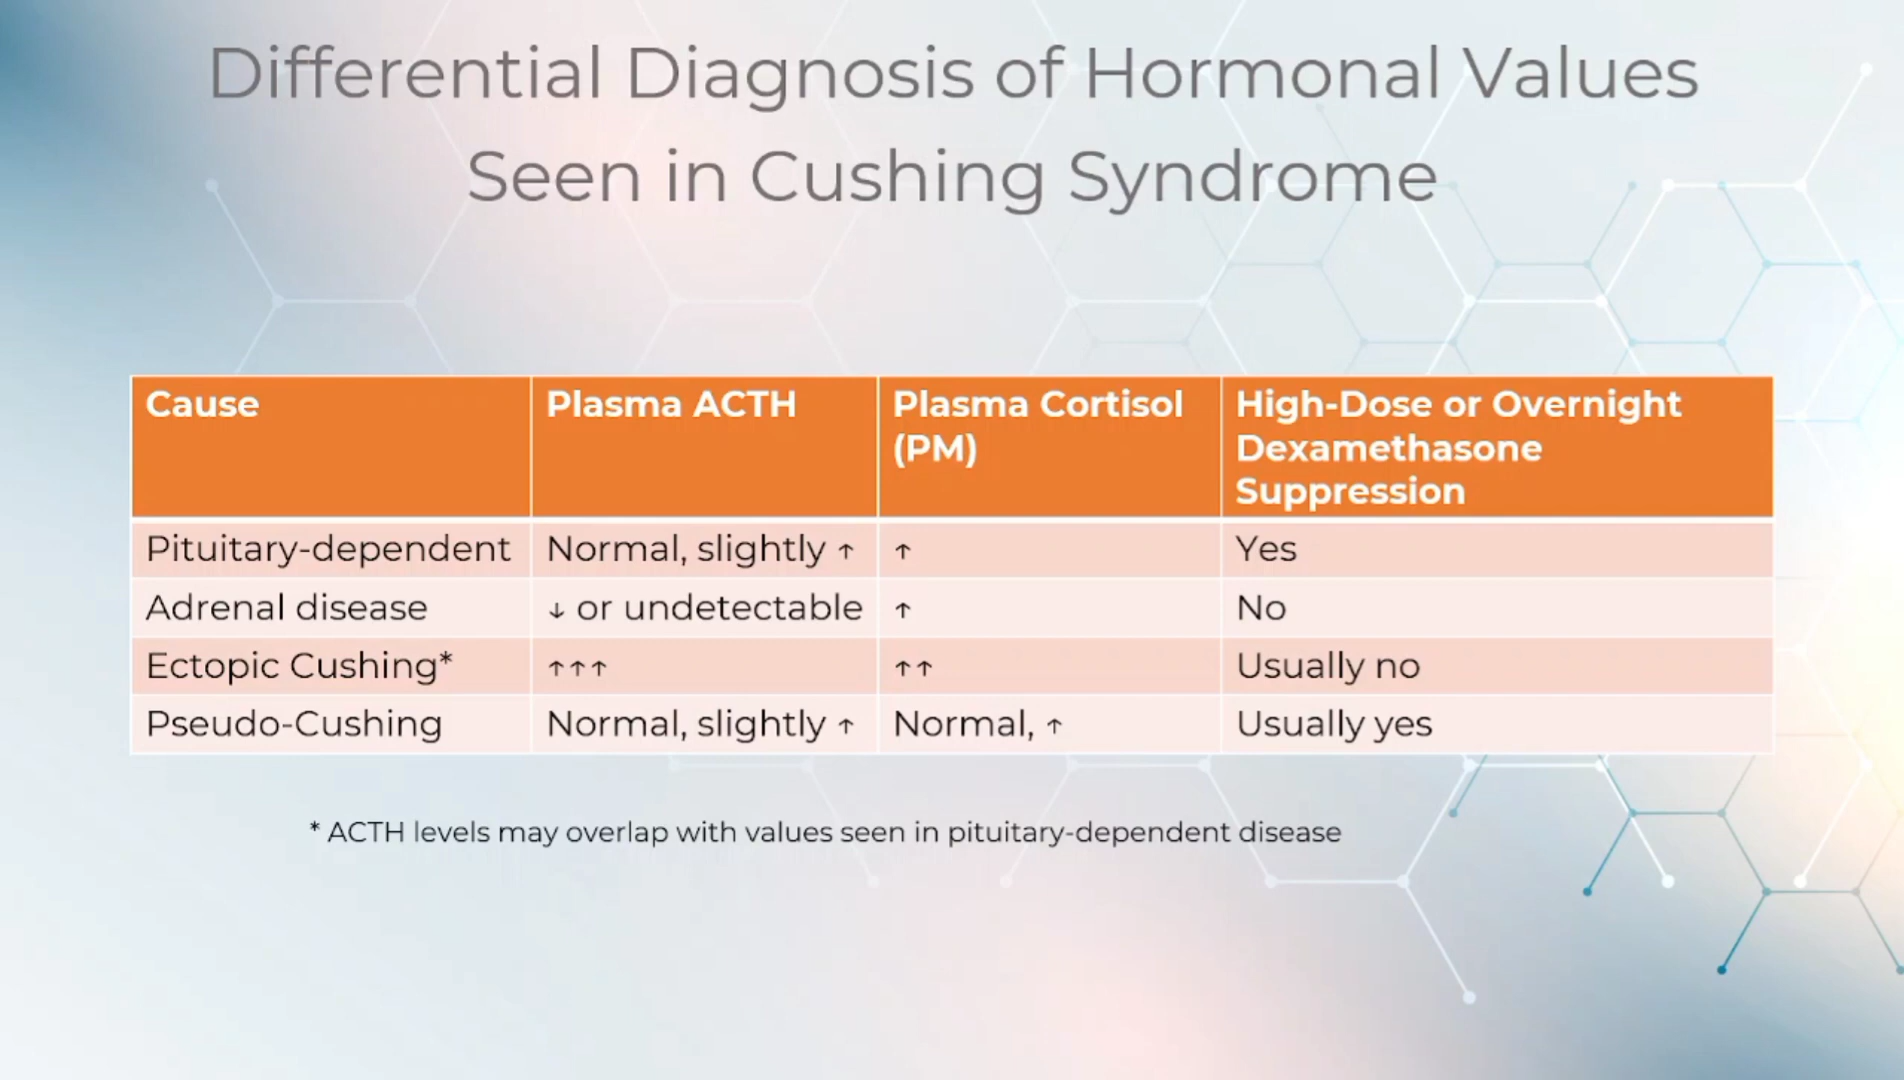 Differential Diagnosis of Hormonal Values
Seen in Cushing Syndrome
Cause Plasma ACTH Plasma Cortisol (PM) High-Dose or Overnight Dexamethasone Suppression
Pituitary-dependent Normal, slightly ↑ ↑ Yes
Adrenal disease ↓ or undetectable ↑ No
Ectopic Cushing* ↑↑↑ ↑↑ Usually no
Pseudo-Cushing Normal, slightly ↑ Normal, ↑ Usually yes
* ACTH levels may overlap with values seen in pituitary-dependent disease